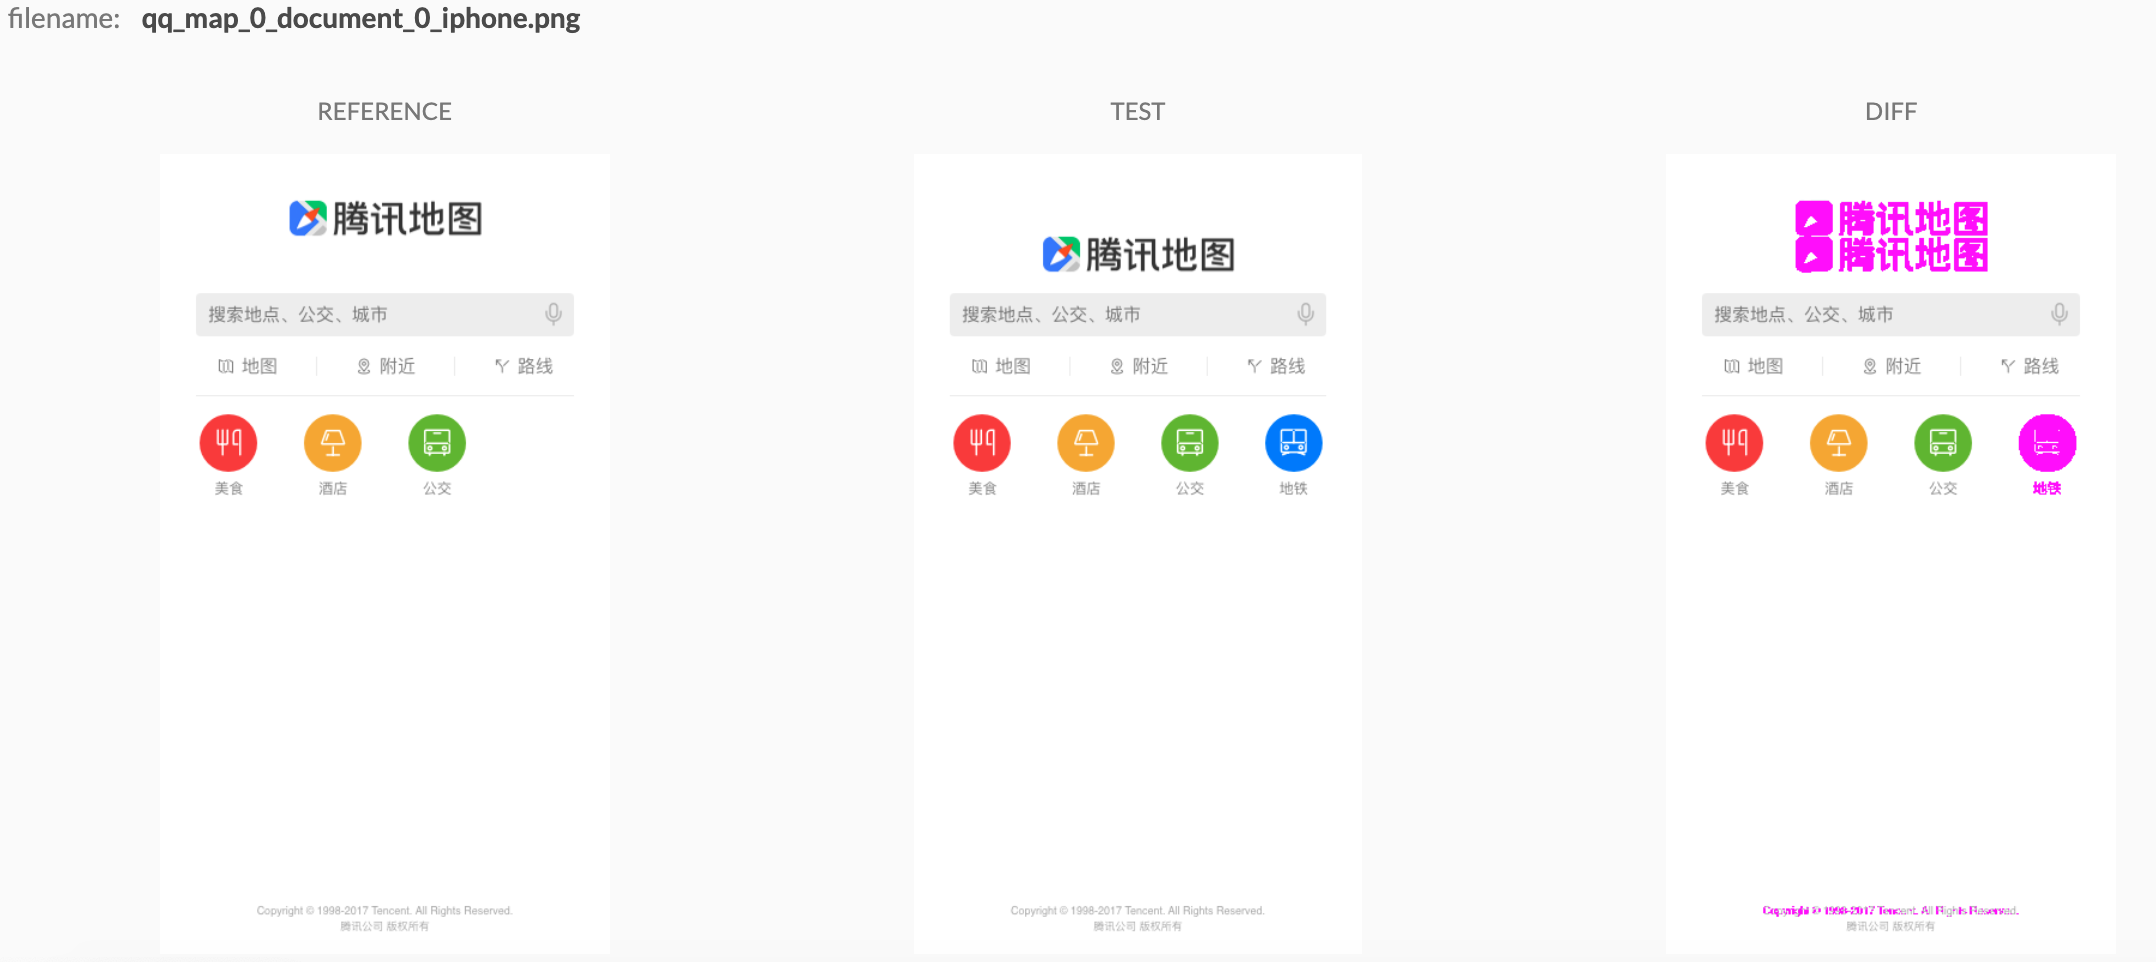 filename: qq_map_0_document_0_iphone.png
REFERENCE
腾讯地图
搜索地点、公交、城市
地图 附近 路线
美食 酒店 公交
Copyright © 1998-2017 Tencent. All Rights Reserved.
腾讯公司 版权所有
TEST
腾讯地图
搜索地点、公交、城市
地图 附近 路线
美食 酒店 公交 地铁
Copyright © 1998-2017 Tencent. All Rights Reserved.
腾讯公司 版权所有
DIFF
腾讯地图
腾讯地图
搜索地点、公交、城市
地图 附近 路线
美食 酒店 公交 地铁
Copyright © 1998-2017 Tencent. All Rights Reserved.
腾讯公司 版权所有